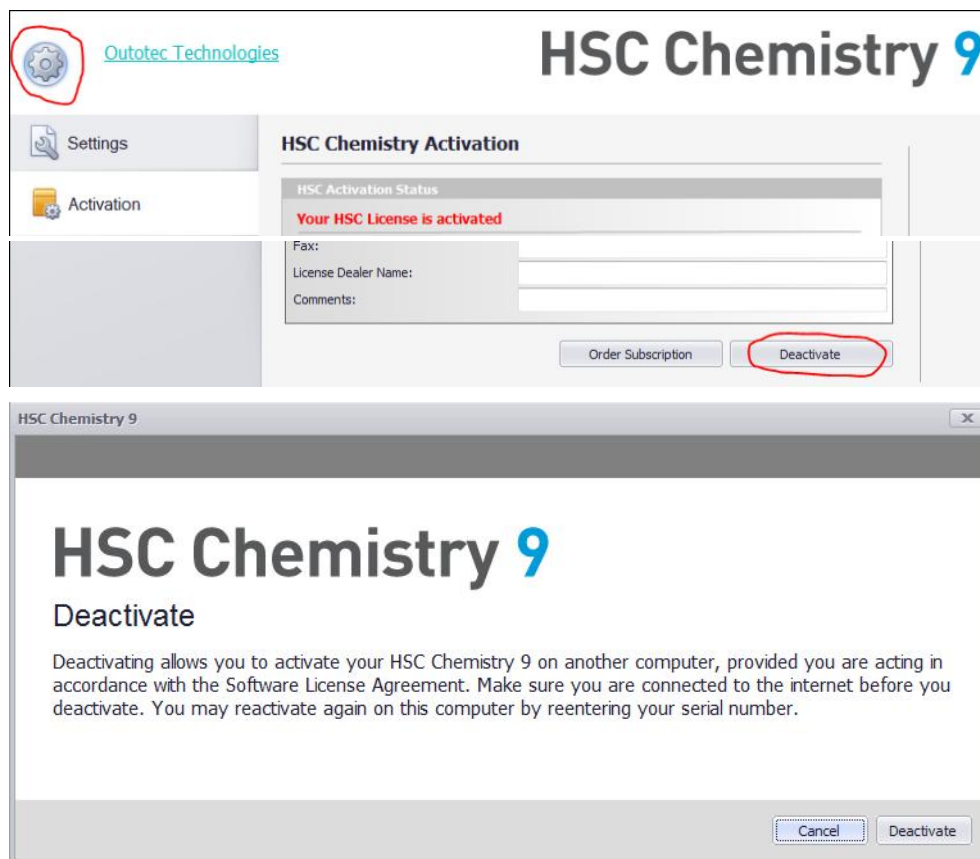 Outotec Technologies
HSC Chemistry 9
Settings
HSC Chemistry Activation
HSC Activation Status
Activation
Your HSC License is activated
Fax:
License Dealer Name:
Comments:
Order Subscription
Deactivate
HSC Chemistry 9
HSC Chemistry 9
Deactivate
Deactivating allows you to activate your HSC Chemistry 9 on another computer, provided you are acting in
accordance with the Software License Agreement. Make sure you are connected to the internet before you
deactivate. You may reactivate again on this computer by reentering your serial number.
Cancel
Deactivate